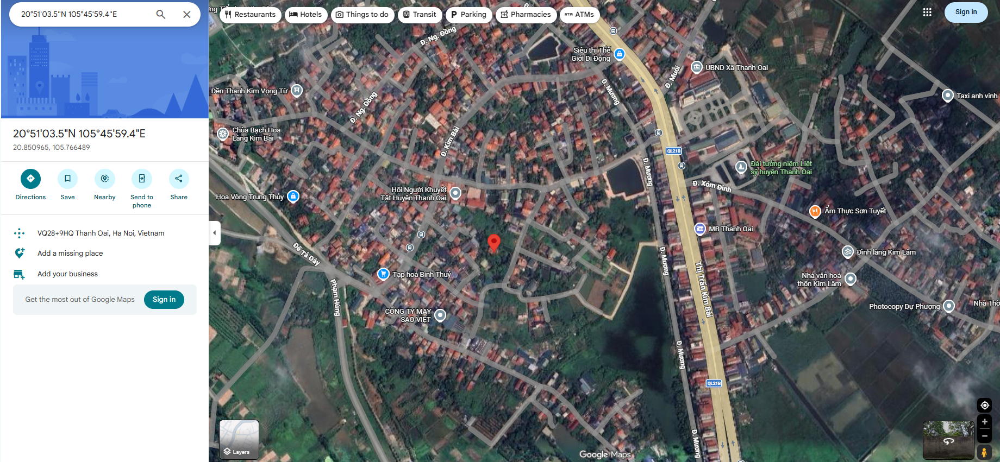 20°51'03.5"N 105°45'59.4"E
Restaurants
Hotels
Things to do
Transit
Parking
Pharmacies
ATMs
Sign in
20°51'03.5"N 105°45'59.4"E
20.850965, 105.766489
Directions
Save
Nearby
Send to
phone
Share
VQ28+9HQ Thanh Oai, Ha Noi, Vietnam
Add a missing place
Add your business
Get the most out of Google Maps
Sign in
Đ. Ng. Đồng
Siêu thị Thế
Giới Di Động
UBND Xã Thanh Oai
Đ. Muỗi
Đ. Mương
Đền Thanh Kim Vọng Từ
Đ. Ng. Đồng
Taxi anh vinh
Chùa Bạch Hoa
Làng Kim Bài
Đ. Kim Bài
QL21B
Đ. Mương
Đài tưởng niệm Liệt
sỹ huyện Thanh Oai
Đ. Xóm Đình
Hoa Vòng Trung Thủy
Hội Người Khuyết
Tật Huyện Thanh Oai
Ẩm Thực Sơn Tuyết
MB Thanh Oai
Đê Tả Đáy
Đ. Mương
Đình làng Kim Lâm
Tạp hoá Bình Thuỷ
Nhà văn hoá
thôn Kim Lâm
Phạm Hùng
Thị Trấn Kim Bài
CÔNG TY MAY
SAO VIỆT
Photocopy Dự Phượng
Nhà Thờ
Đ. Mương
QL21B
Đ. Mương
Layers
Google Maps